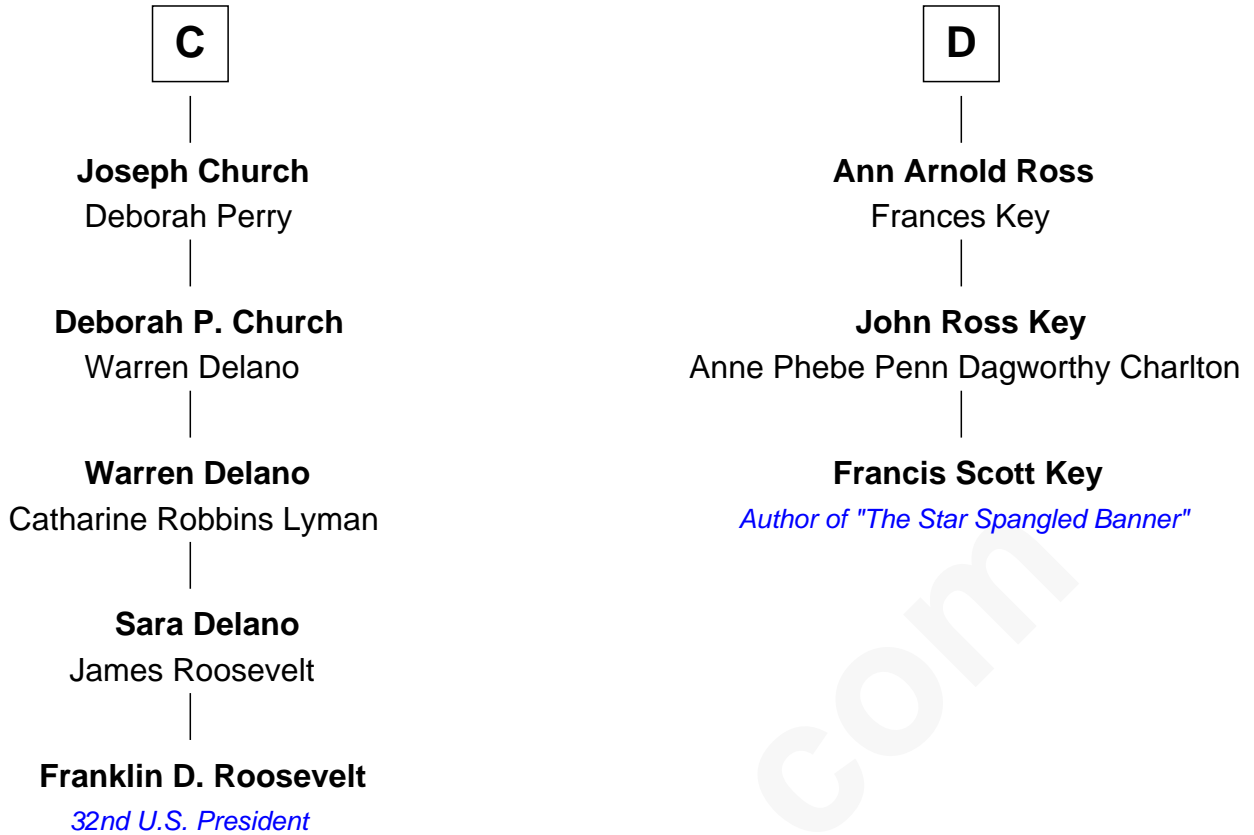 C
Joseph Church
Deborah Perry
Deborah P. Church
Warren Delano
Warren Delano
Catharine Robbins Lyman
Sara Delano
James Roosevelt
Franklin D. Roosevelt
32nd U.S. President
D
Ann Arnold Ross
Frances Key
John Ross Key
Anne Phebe Penn Dagworthy Charlton
Francis Scott Key
Author of "The Star Spangled Banner"
com